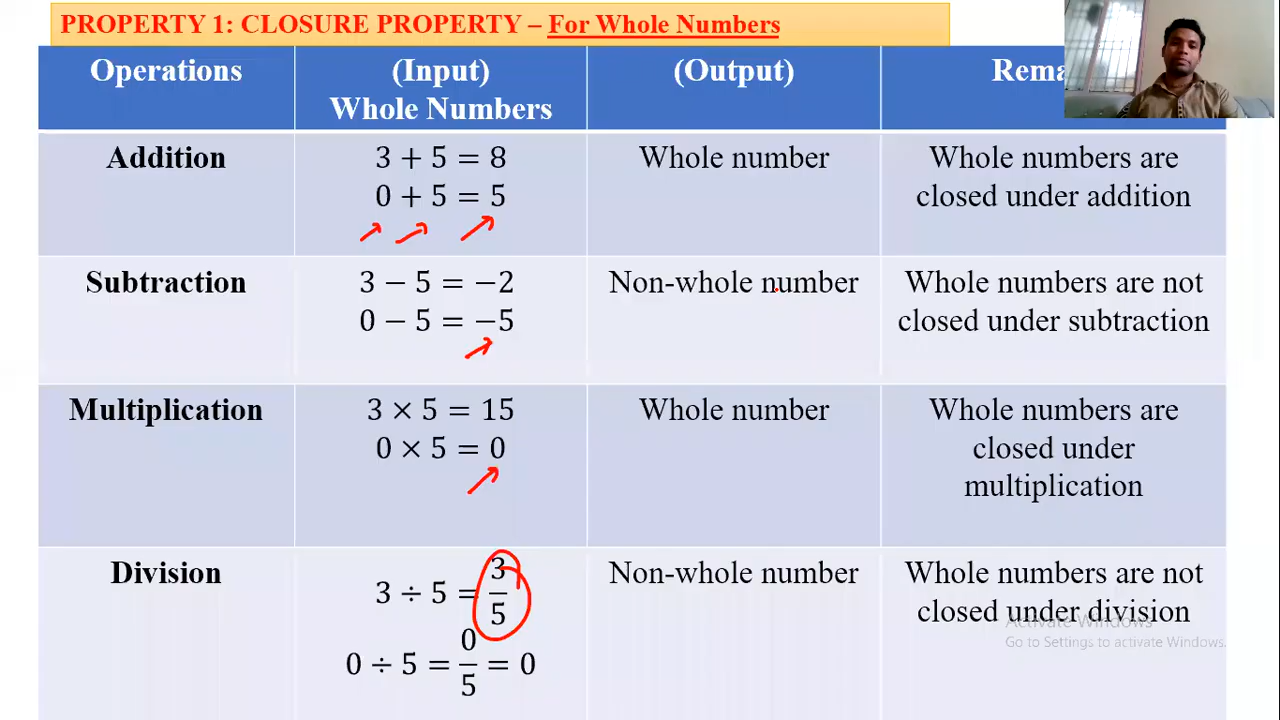 PROPERTY 1: CLOSURE PROPERTY – For Whole Numbers
Operations
(Input)
Whole Numbers
(Output)
Rema
Addition
3 + 5 = 8
0 + 5 = 5
Whole number
Whole numbers are
closed under addition
Subtraction
3 − 5 = −2
0 − 5 = −5
Non-whole number
Whole numbers are not
closed under subtraction
Multiplication
3 × 5 = 15
0 × 5 = 0
Whole number
Whole numbers are
closed under
multiplication
Division
3 ÷ 5 = 3/5
0 ÷ 5 = 0/5 = 0
Non-whole number
Whole numbers are not
closed under division
Activate Windows
Go to Settings to activate Windows.